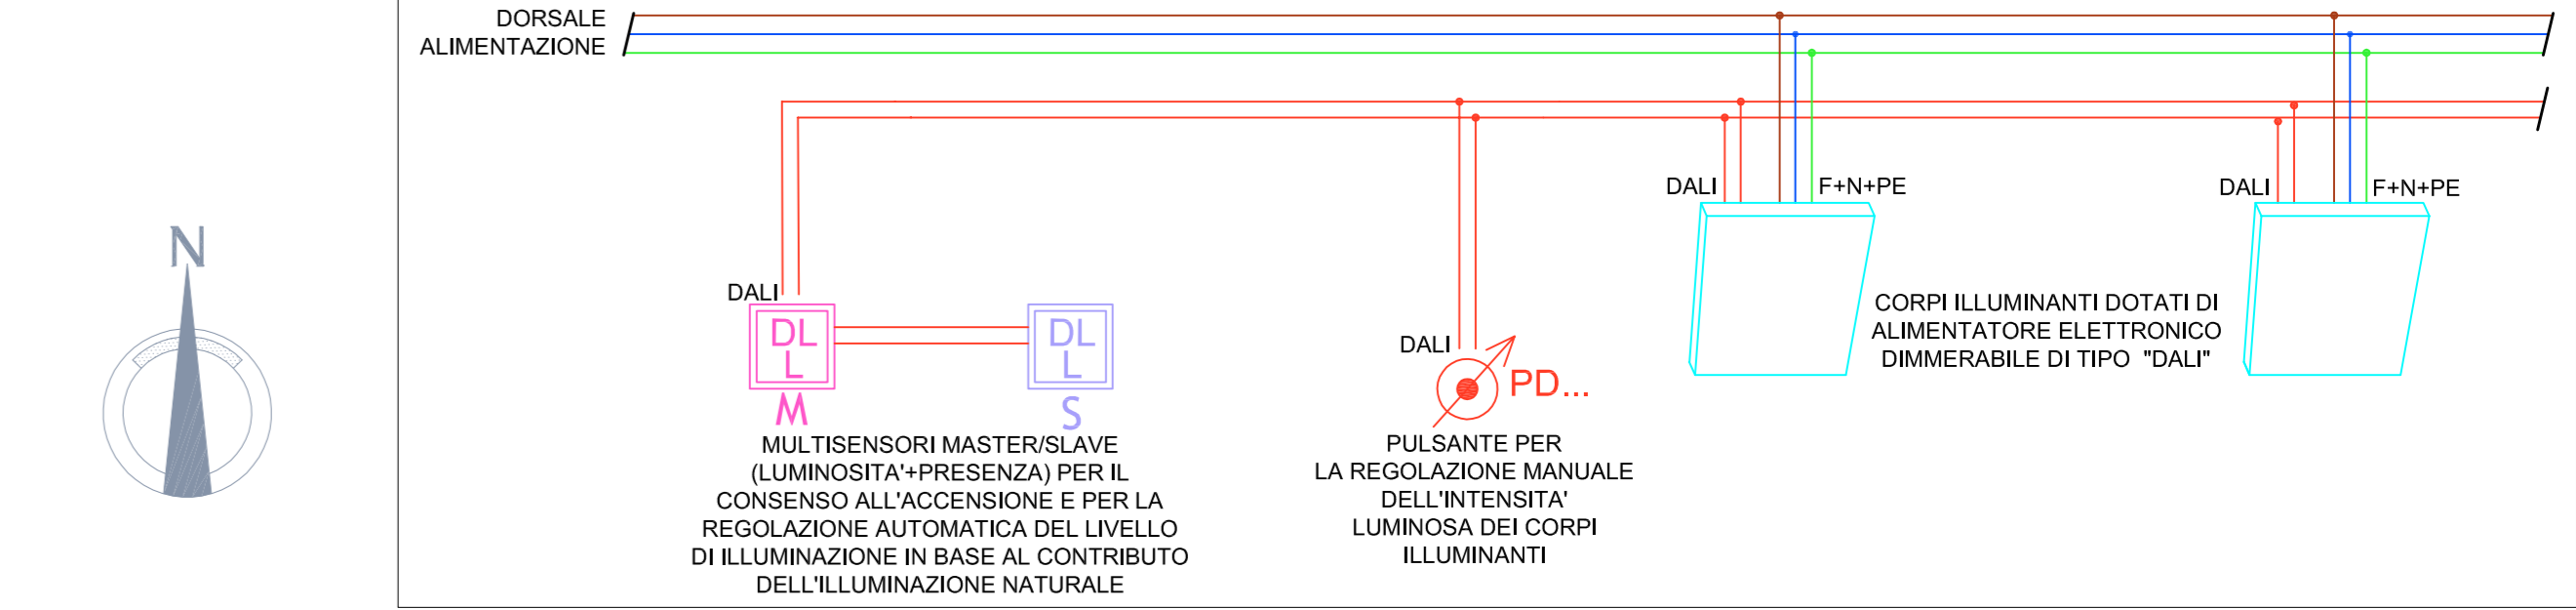 DORSALE
ALIMENTAZIONE
N
DALI
DL
L
M
DL
L
S
MULTISENSORI MASTER/SLAVE
(LUMINOSITA'+PRESENZA) PER IL
CONSENSO ALL'ACCENSIONE E PER LA
REGOLAZIONE AUTOMATICA DEL LIVELLO
DI ILLUMINAZIONE IN BASE AL CONTRIBUTO
DELL'ILLUMINAZIONE NATURALE
DALI
PD...
PULSANTE PER
LA REGOLAZIONE MANUALE
DELL'INTENSITA'
LUMINOSA DEI CORPI
ILLUMINANTI
DALI
F+N+PE
CORPI ILLUMINANTI DOTATI DI
ALIMENTATORE ELETTRONICO
DIMMERABILE DI TIPO "DALI"
DALI
F+N+PE